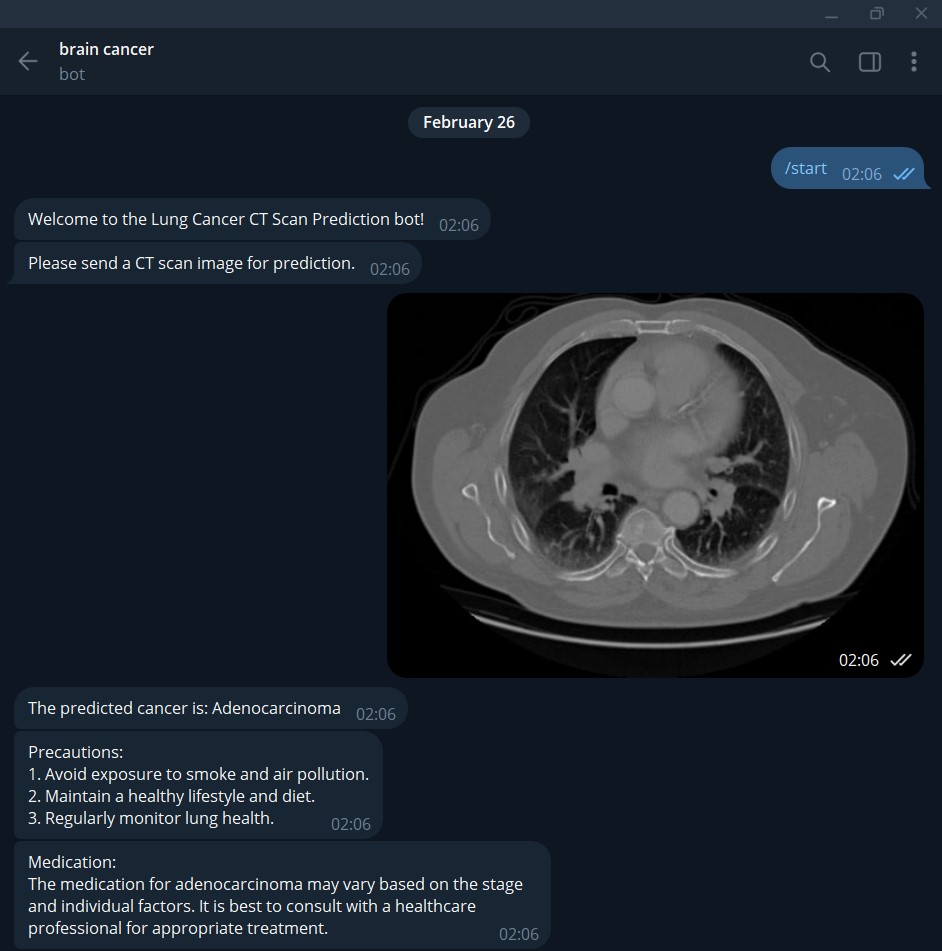 brain cancer
bot
February 26
/start 02:06
Welcome to the Lung Cancer CT Scan Prediction bot! 02:06
Please send a CT scan image for prediction. 02:06
02:06
The predicted cancer is: Adenocarcinoma 02:06
Precautions:
1. Avoid exposure to smoke and air pollution.
2. Maintain a healthy lifestyle and diet.
3. Regularly monitor lung health. 02:06
Medication:
The medication for adenocarcinoma may vary based on the stage
and individual factors. It is best to consult with a healthcare
professional for appropriate treatment. 02:06